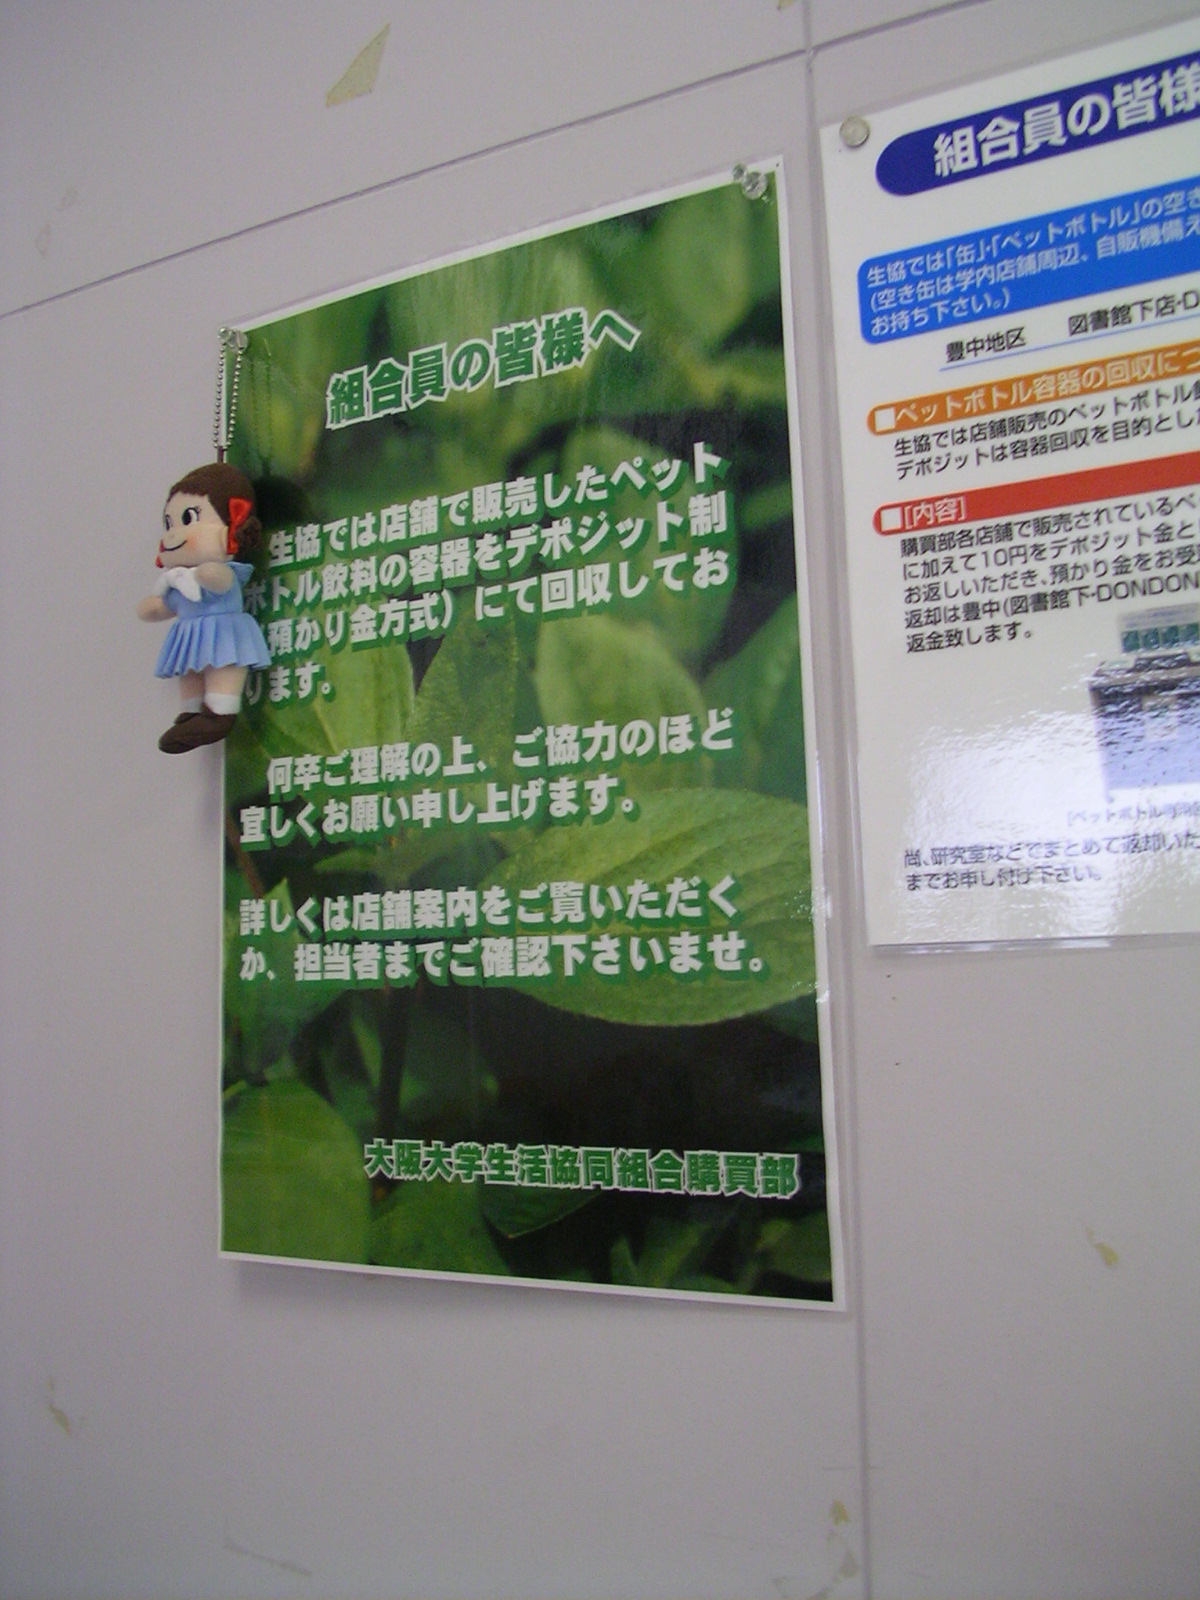 組合員の皆様へ
生協では店舗で販売したペット
ボトル飲料の容器をデポジット制
預かり金方式）にて回収してお
ります。
何卒ご理解の上、ご協力のほど
宜しくお願い申し上げます。
詳しくは店舗案内をご覧いただく
か、担当者までご確認下さいませ。
大阪大学生活協同組合購買部
組合員の皆様
生協では「缶」・「ペットボトル」の空き
(空き缶は学内店舗周辺、自販機備え
お持ち下さい。)
豊中地区 図書館下店・D
■ペットボトル容器の回収につ
生協では店舗販売のペットボトル
デポジットは容器回収を目的とし
■[内容]
購買部各店舗で販売されているペ
に加えて10円をデポジット金と
お返しいただき、預かり金をお受
返却は豊中(図書館下・DONDON
返金致します。
[ペットボトル
尚、研究室などでまとめて返却いた
までお申し付け下さい。